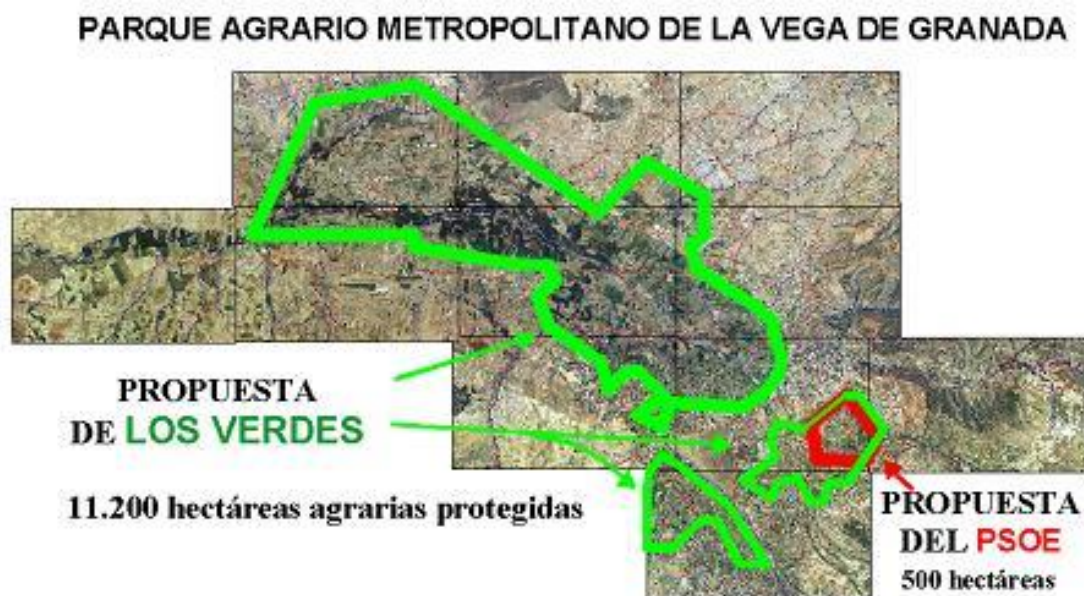 PARQUE AGRARIO METROPOLITANO DE LA VEGA DE GRANADA
PROPUESTA
DE LOS VERDES
11.200 hectáreas agrarias protegidas
PROPUESTA
DEL PSOE
500 hectáreas